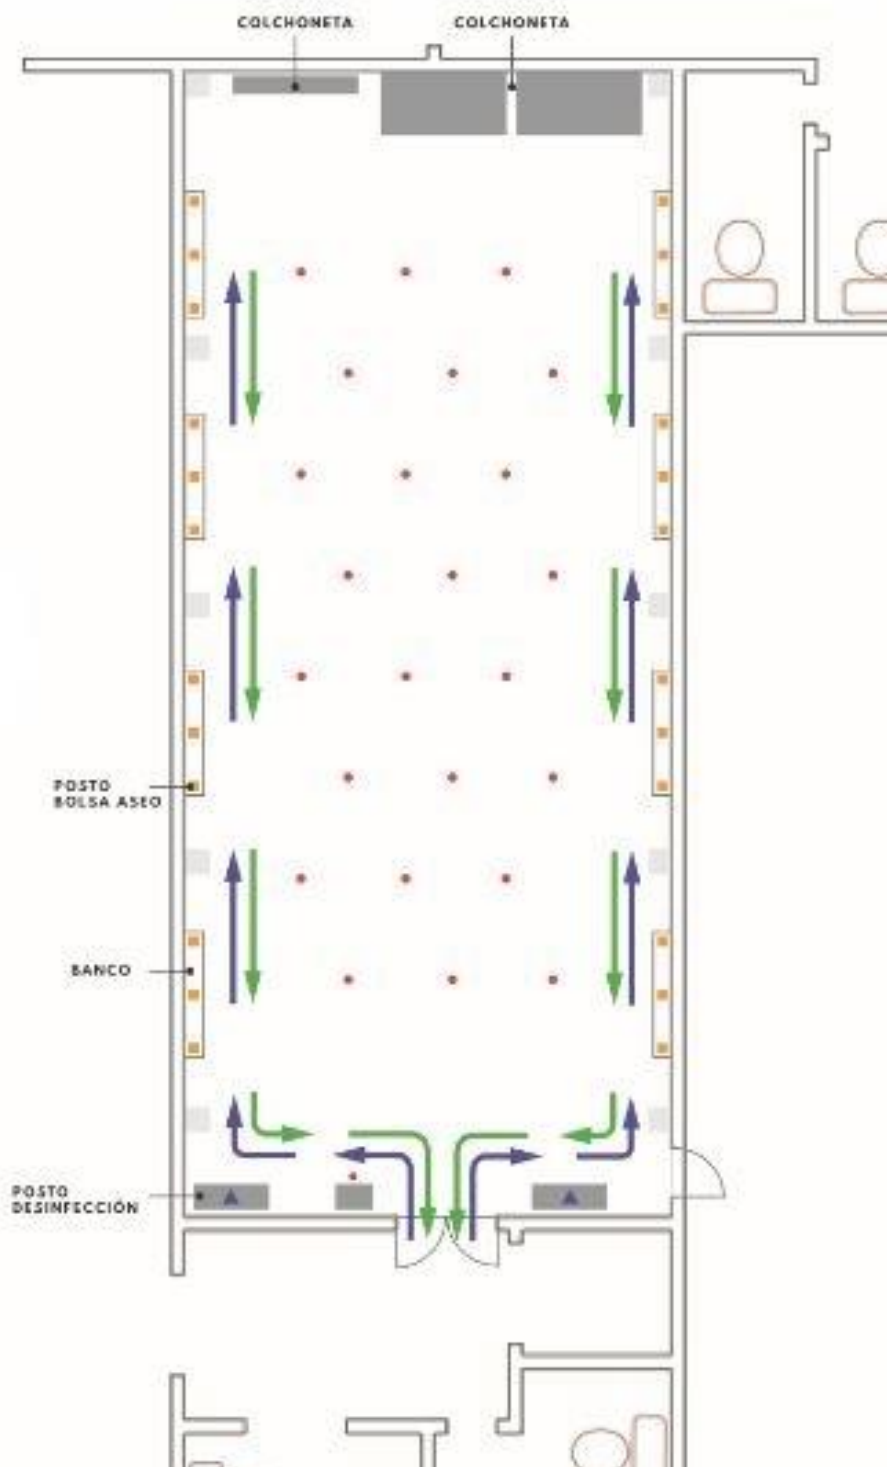 COLCHONETA
COLCHONETA
POSTO
BOLSA ASEO
BANCO
POSTO
DESINFECCIÓN